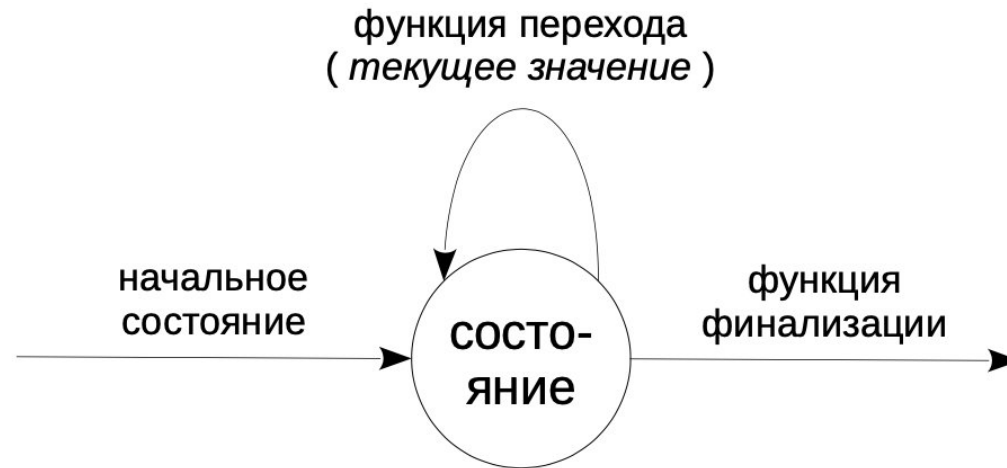 функция перехода
( текущее значение )
начальное
состояние
состо-
яние
функция
финализации